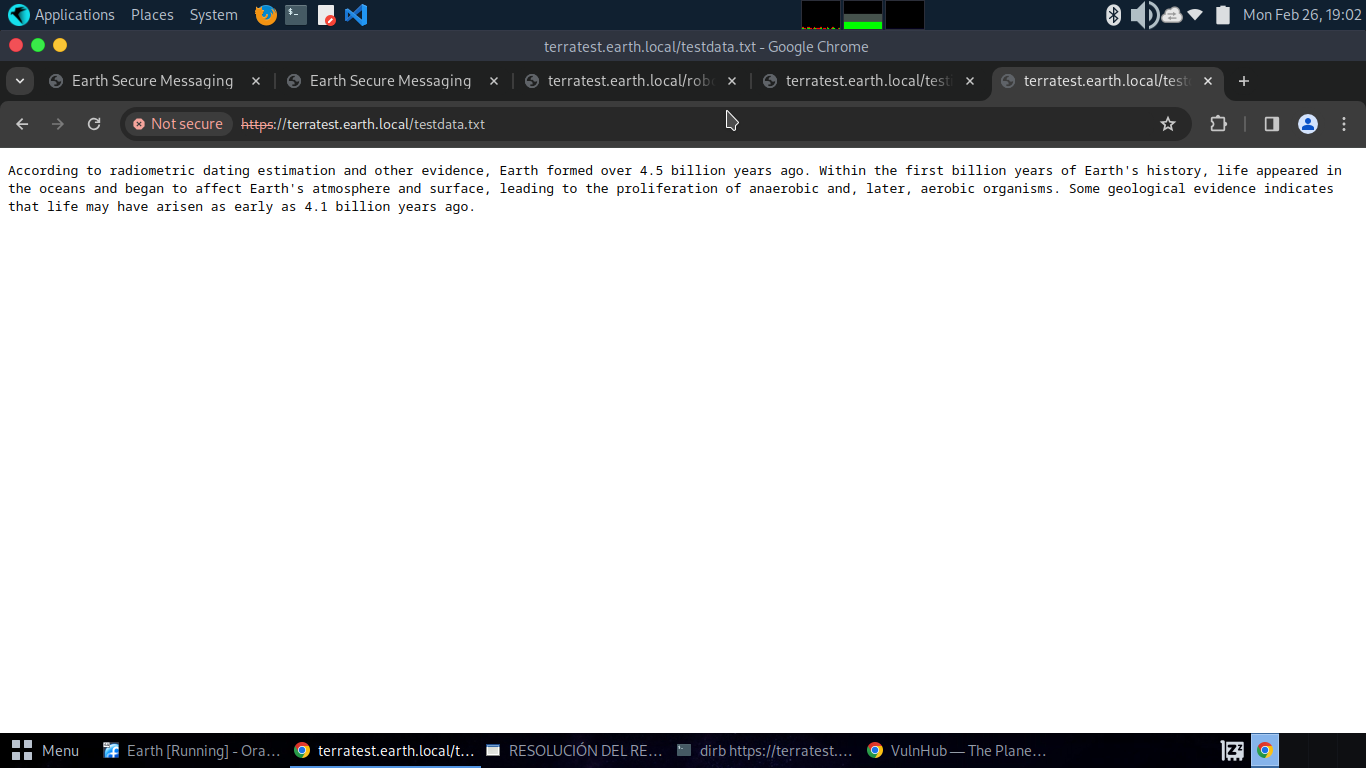 Applications Places System Mon Feb 26, 19:02
terratest.earth.local/testdata.txt - Google Chrome
Earth Secure Messaging Earth Secure Messaging terratest.earth.local/rob terratest.earth.local/test terratest.earth.local/test
Not secure https://terratest.earth.local/testdata.txt
According to radiometric dating estimation and other evidence, Earth formed over 4.5 billion years ago. Within the first billion years of Earth's history, life appeared in
the oceans and began to affect Earth's atmosphere and surface, leading to the proliferation of anaerobic and, later, aerobic organisms. Some geological evidence indicates
that life may have arisen as early as 4.1 billion years ago.
Menu Earth [Running] - Ora… terratest.earth.local/t… RESOLUCIÓN DEL RE… dirb https://terratest.… VulnHub — The Plane…